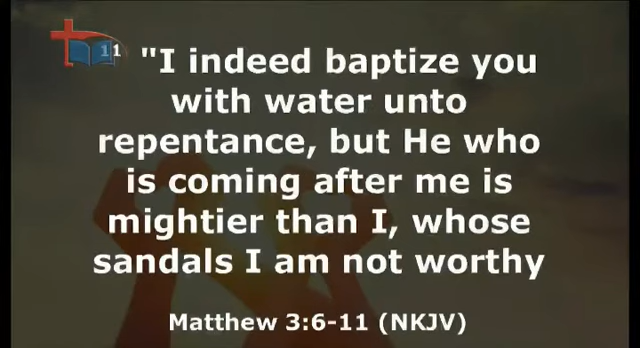 11 "I indeed baptize you
with water unto
repentance, but He who
is coming after me is
mightier than I, whose
sandals I am not worthy
Matthew 3:6-11 (NKJV)